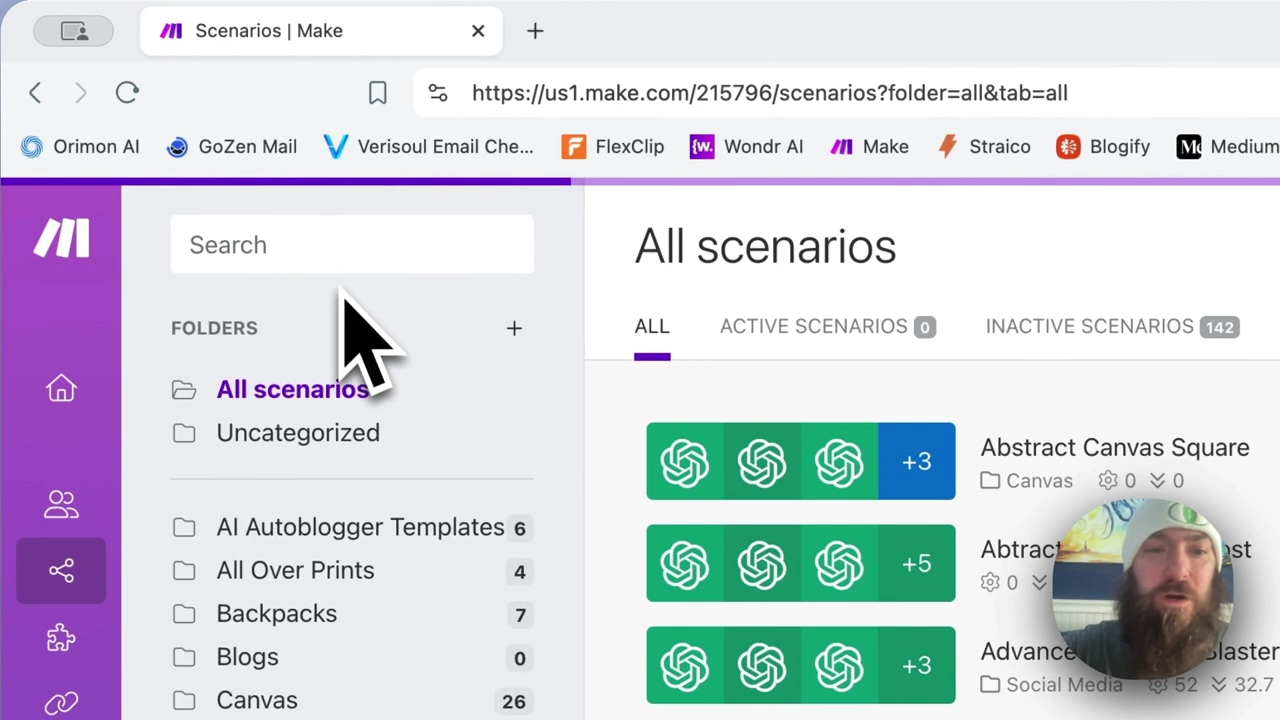 Scenarios | Make
https://us1.make.com/215796/scenarios?folder=all&tab=all
Orimon AI GoZen Mail Verisoul Email Che... FlexClip {w. Wondr AI Make Straico Blogify Medium
Search
All scenarios
FOLDERS
ALL ACTIVE SCENARIOS 0 INACTIVE SCENARIOS 142
All scenarios
Uncategorized
+3 Abstract Canvas Square
Canvas 0 0
AI Autoblogger Templates 6
+5
0
All Over Prints 4
Backpacks 7
Blogs 0
+3
Social Media 52 32.7
Canvas 26